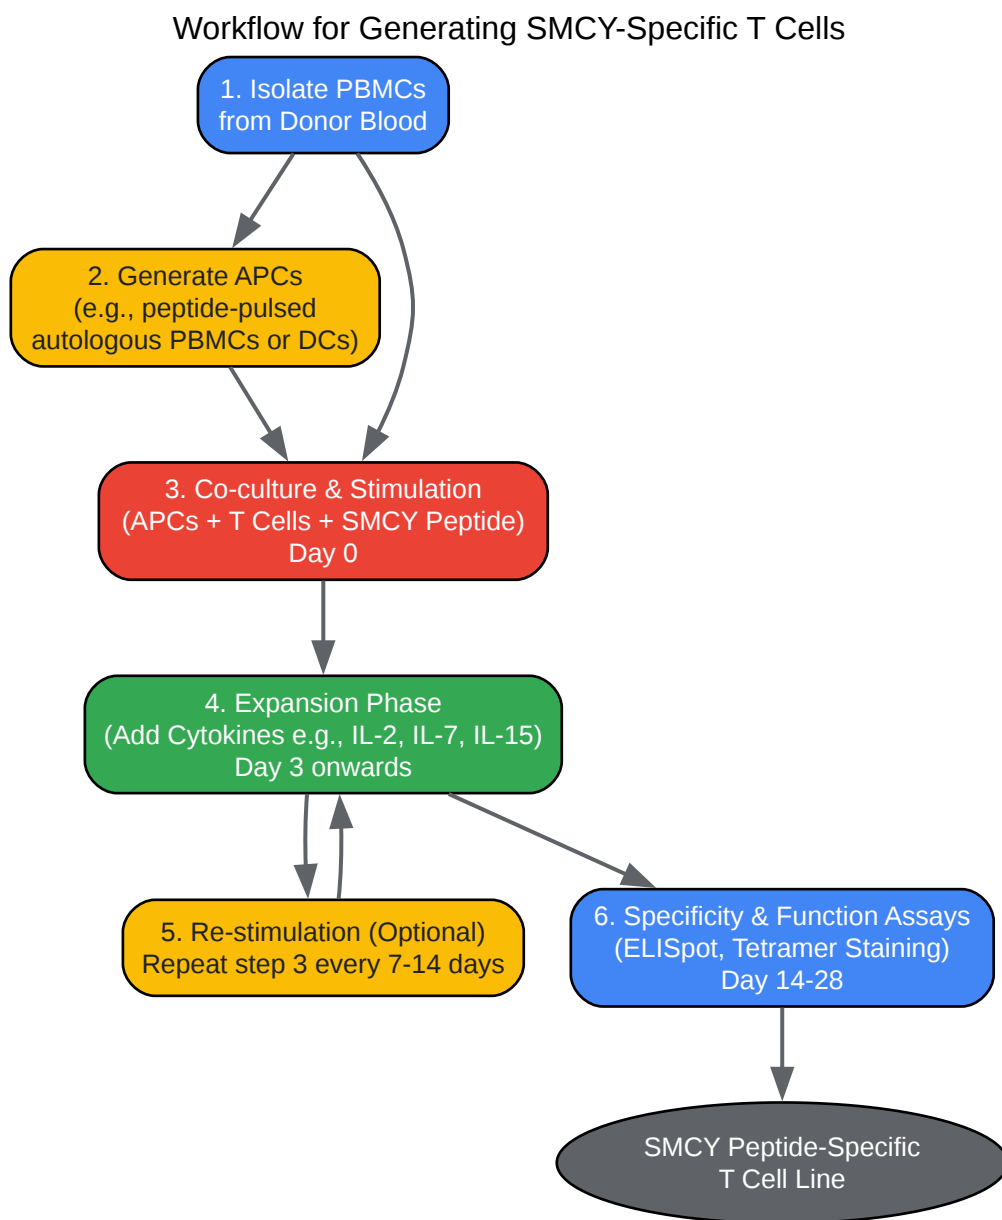 Workflow for Generating SMCY-Specific T Cells
1. Isolate PBMCs
from Donor Blood
2. Generate APCs
(e.g., peptide-pulsed
autologous PBMCs or DCs)
3. Co-culture & Stimulation
(APCs + T Cells + SMCY Peptide)
Day 0
4. Expansion Phase
(Add Cytokines e.g., IL-2, IL-7, IL-15)
Day 3 onwards
5. Re-stimulation (Optional)
Repeat step 3 every 7-14 days
6. Specificity & Function Assays
(ELISpot, Tetramer Staining)
Day 14-28
SMCY Peptide-Specific
T Cell Line